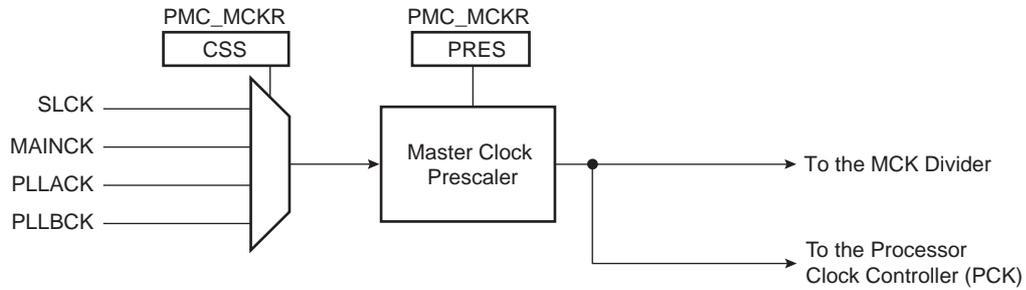 PMC_MCKR
PMC_MCKR
CSS
PRES
SLCK
MAINCK
PLLACK
PLLBCK
Master Clock
Prescaler
To the MCK Divider
To the Processor
Clock Controller (PCK)